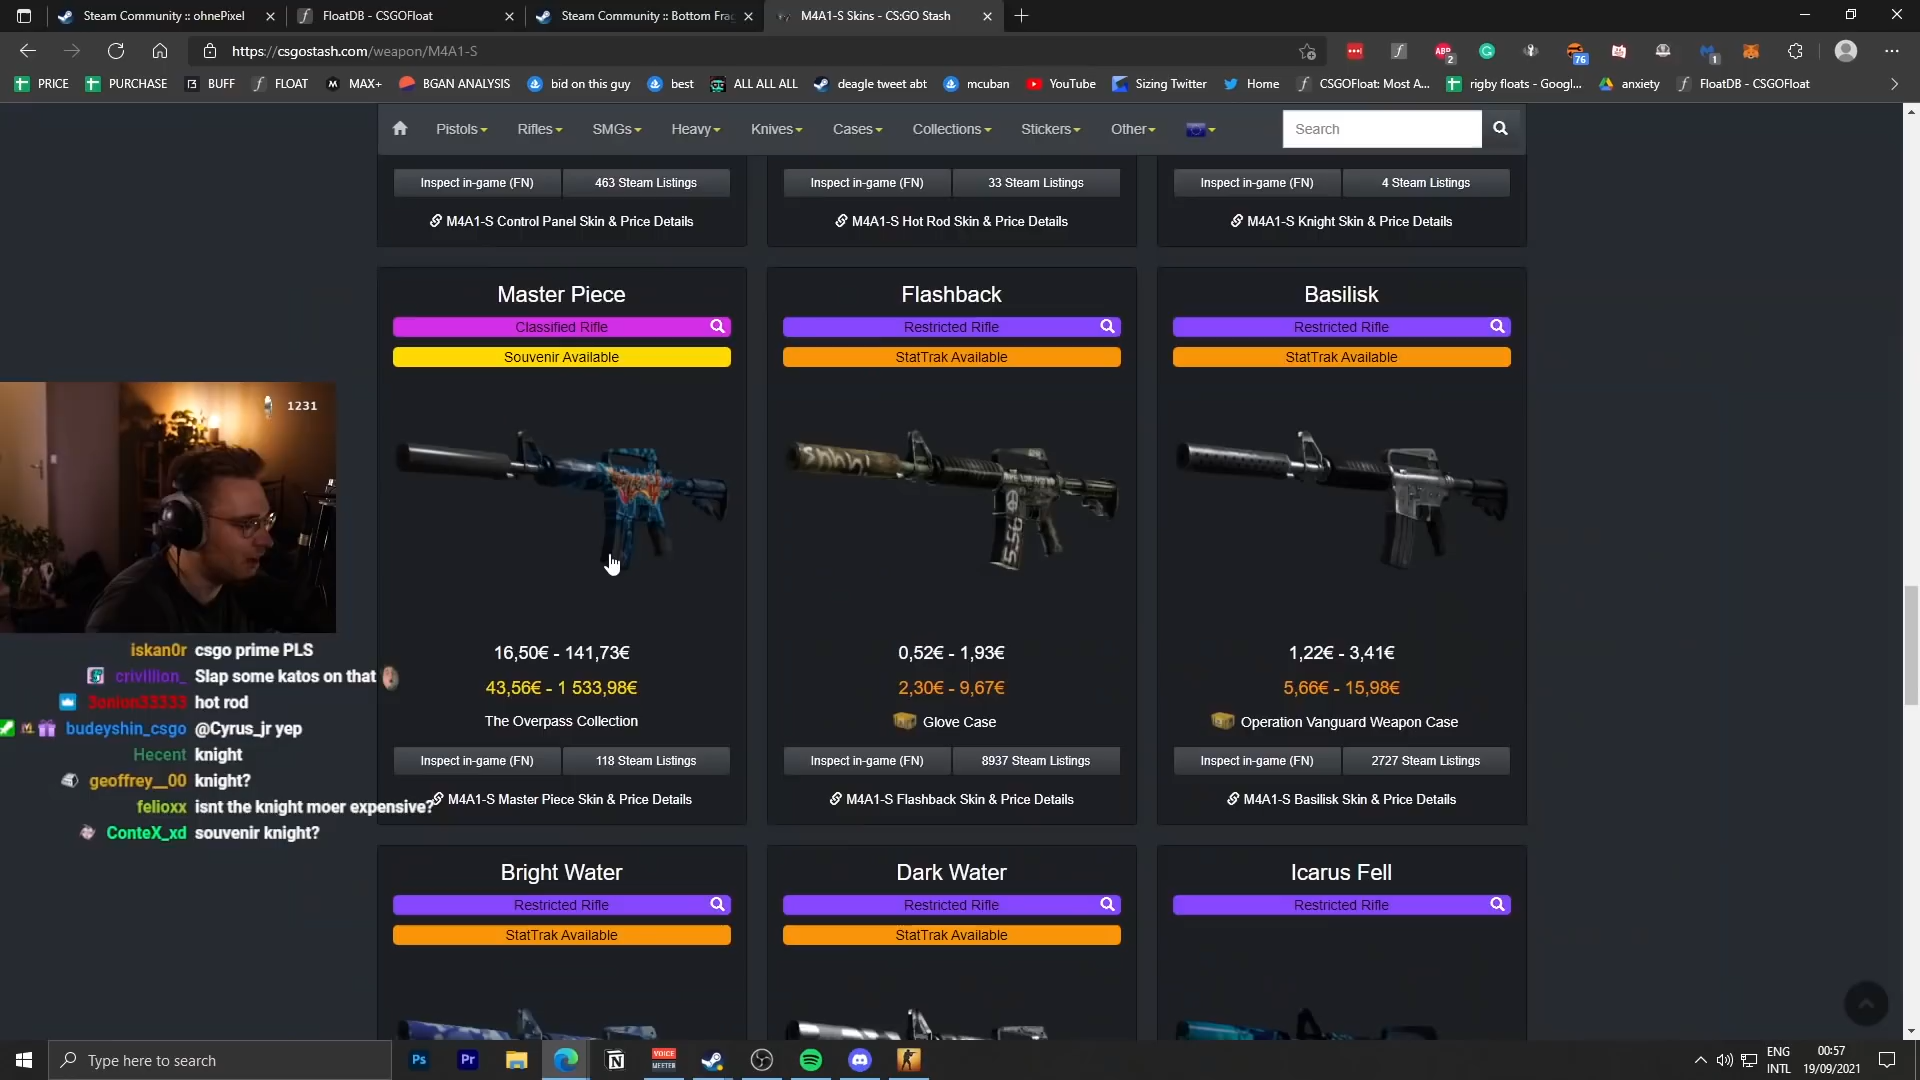 Steam Community :: ohnePixel
FloatDB - CSGOFloat
Steam Community :: Bottom Frag
M4A1-S Skins - CS:GO Stash
https://csgostash.com/weapon/M4A1-S
ABP
2
76
1
PRICE
PURCHASE
BUFF
FLOAT
MAX+
BGAN ANALYSIS
bid on this guy
best
ALL ALL ALL
deagle tweet abt
mcuban
YouTube
Sizing Twitter
Home
CSGOFloat: Most A...
rigby floats - Googl...
anxiety
FloatDB - CSGOFloat
Pistols
Rifles
SMGs
Heavy
Knives
Cases
Collections
Stickers
Other
Search
Inspect in-game (FN)
463 Steam Listings
Inspect in-game (FN)
33 Steam Listings
Inspect in-game (FN)
4 Steam Listings
M4A1-S Control Panel Skin & Price Details
M4A1-S Hot Rod Skin & Price Details
M4A1-S Knight Skin & Price Details
Master Piece
Classified Rifle
Souvenir Available
16,50€ - 141,73€
43,56€ - 1 533,98€
The Overpass Collection
Inspect in-game (FN)
118 Steam Listings
M4A1-S Master Piece Skin & Price Details
Flashback
Restricted Rifle
StatTrak Available
5.56
0,52€ - 1,93€
2,30€ - 9,67€
Glove Case
Inspect in-game (FN)
8937 Steam Listings
M4A1-S Flashback Skin & Price Details
Basilisk
Restricted Rifle
StatTrak Available
1,22€ - 3,41€
5,66€ - 15,98€
Operation Vanguard Weapon Case
Inspect in-game (FN)
2727 Steam Listings
M4A1-S Basilisk Skin & Price Details
1231
iskan0r csgo prime PLS
crivillion_ Slap some katos on that
3onion33333 hot rod
budeyshin_csgo @Cyrus_jr yep
Hecent knight
geoffrey__00 knight?
felioxx isnt the knight moer expensive?
ConteX_xd souvenir knight?
Bright Water
Restricted Rifle
StatTrak Available
Dark Water
Restricted Rifle
StatTrak Available
Icarus Fell
Restricted Rifle
Type here to search
Ps
Pr
VOICE
MEETER
ENG
INTL
00:57
19/09/2021